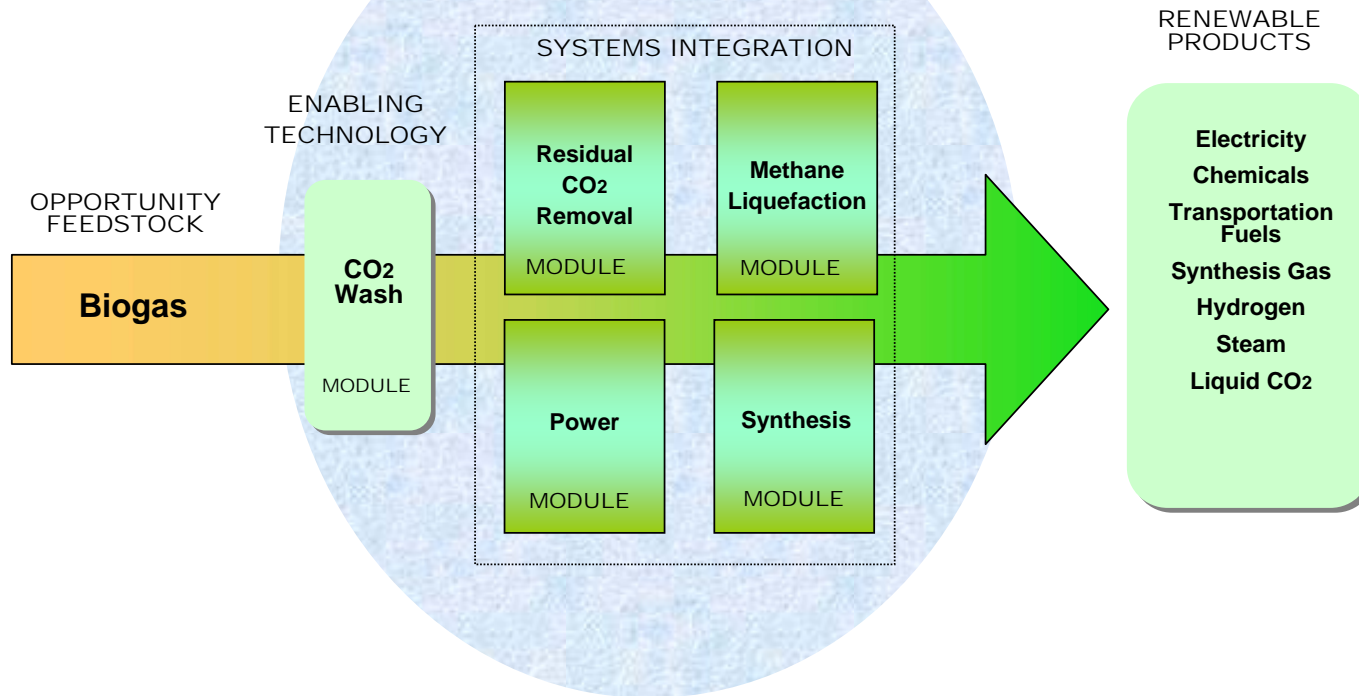 OPPORTUNITY
FEEDSTOCK
Biogas
ENABLING
TECHNOLOGY
CO2
Wash
MODULE
SYSTEMS INTEGRATION
Residual
CO2
Removal
MODULE
Methane
Liquefaction
MODULE
Power
MODULE
Synthesis
MODULE
RENEWABLE
PRODUCTS
Electricity
Chemicals
Transportation
Fuels
Synthesis Gas
Hydrogen
Steam
Liquid CO2